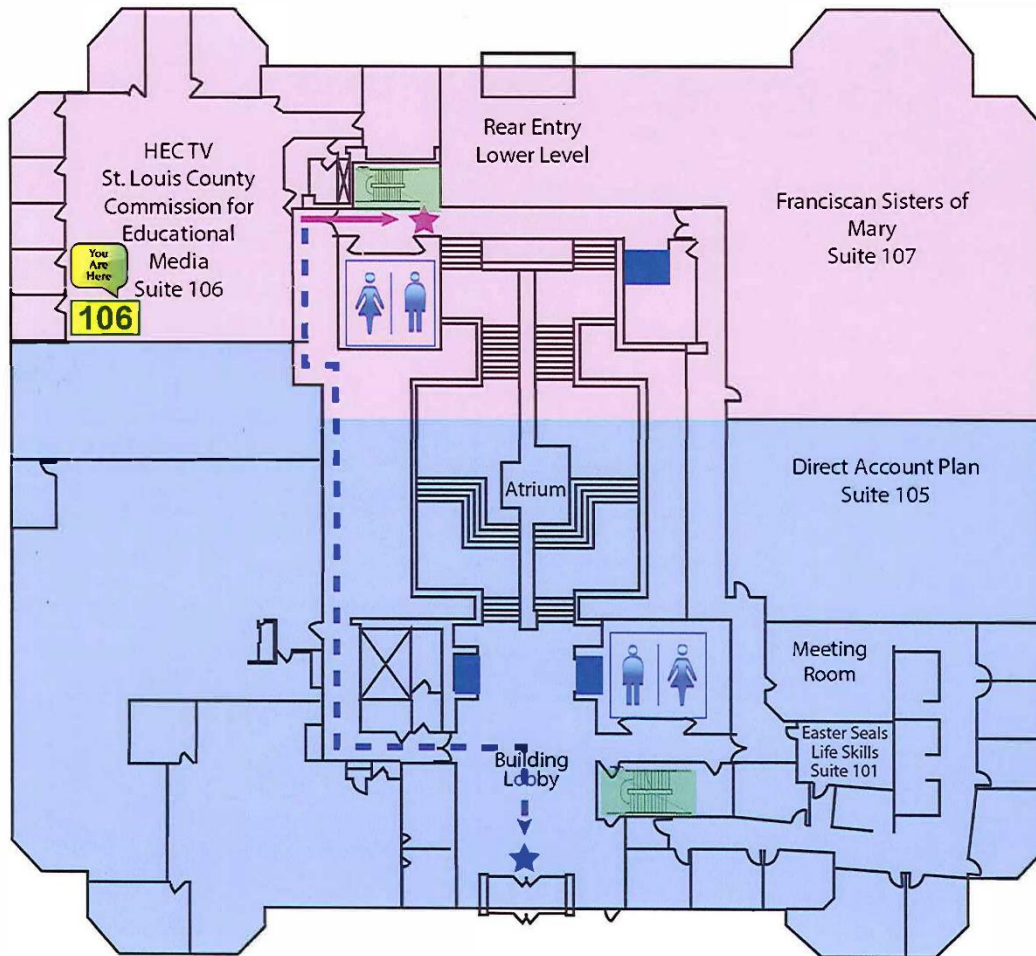 Rear Entry
Lower Level
HEC TV
St. Louis County
Commission for
Educational
Media
Suite 106
You
Are
Here
106
Franciscan Sisters of
Mary
Suite 107
Direct Account Plan
Suite 105
Atrium
Meeting
Room
Easter Seals
Life Skills
Suite 101
Building
Lobby